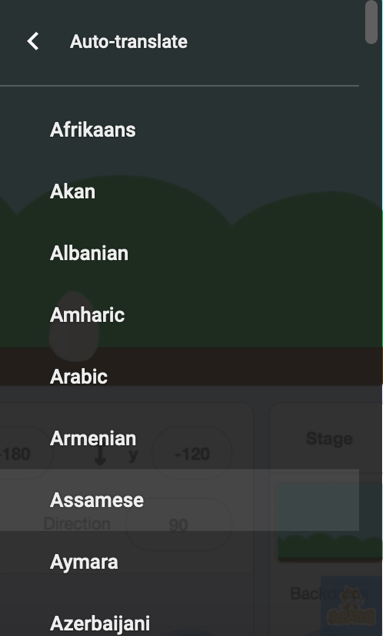 Auto-translate
Afrikaans
Akan
Albanian
Amharic
Arabic
Armenian
-180
y
-120
Stage
Assamese
Direction
90
Aymara
Azerbaijani